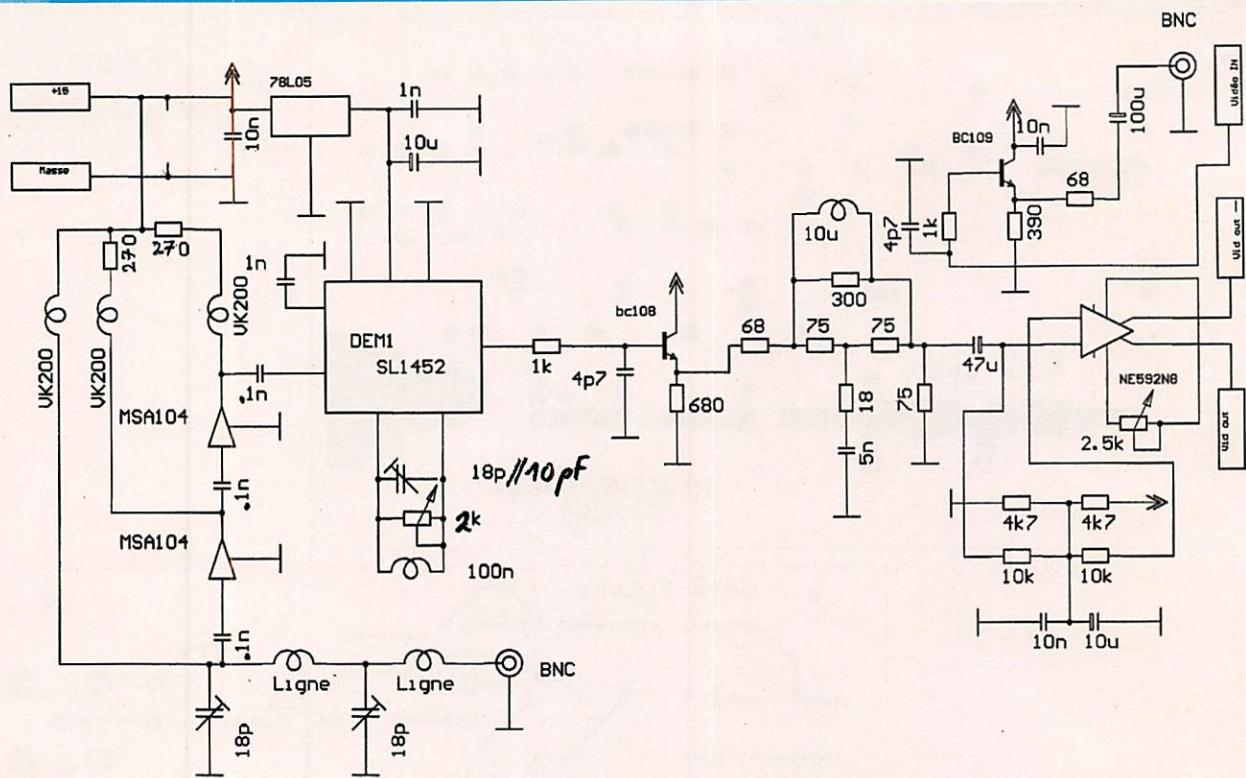 BNC
+15
78L05
1n
10n
10u
Masse
100u
Vidéo IN
BC109
10n
68
390
1k
4p7
10u
300
Vid out -
270
270
1n
VK200
VK200
VK200
DEM1
SL1452
bc108
1k
4p7
68
75
75
680
18
75
5n
47u
NE592N8
2.5k
Vid out
.1n
MSA104
.1n
18p//10pF
2k
100n
4k7
4k7
10k
10k
10n
10u
MSA104
.1n
Ligne
Ligne
BNC
18p
18p